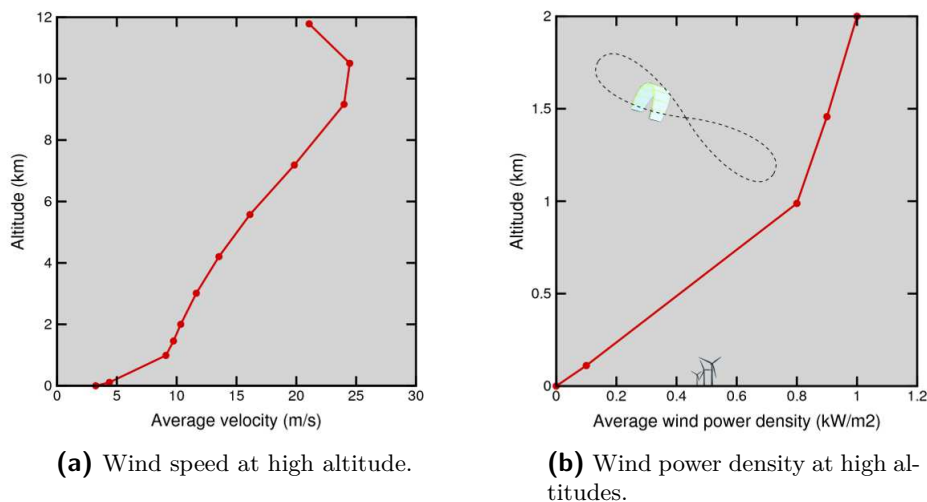 12
10
8
6
4
2
0
0 5 10 15 20 25 30
Altitude (km)
Average velocity (m/s)
(a) Wind speed at high altitude.
2
1.5
1
0.5
0
0 0.2 0.4 0.6 0.8 1 1.2
Altitude (km)
Average wind power density (kW/m2)
(b) Wind power density at high al-
titudes.